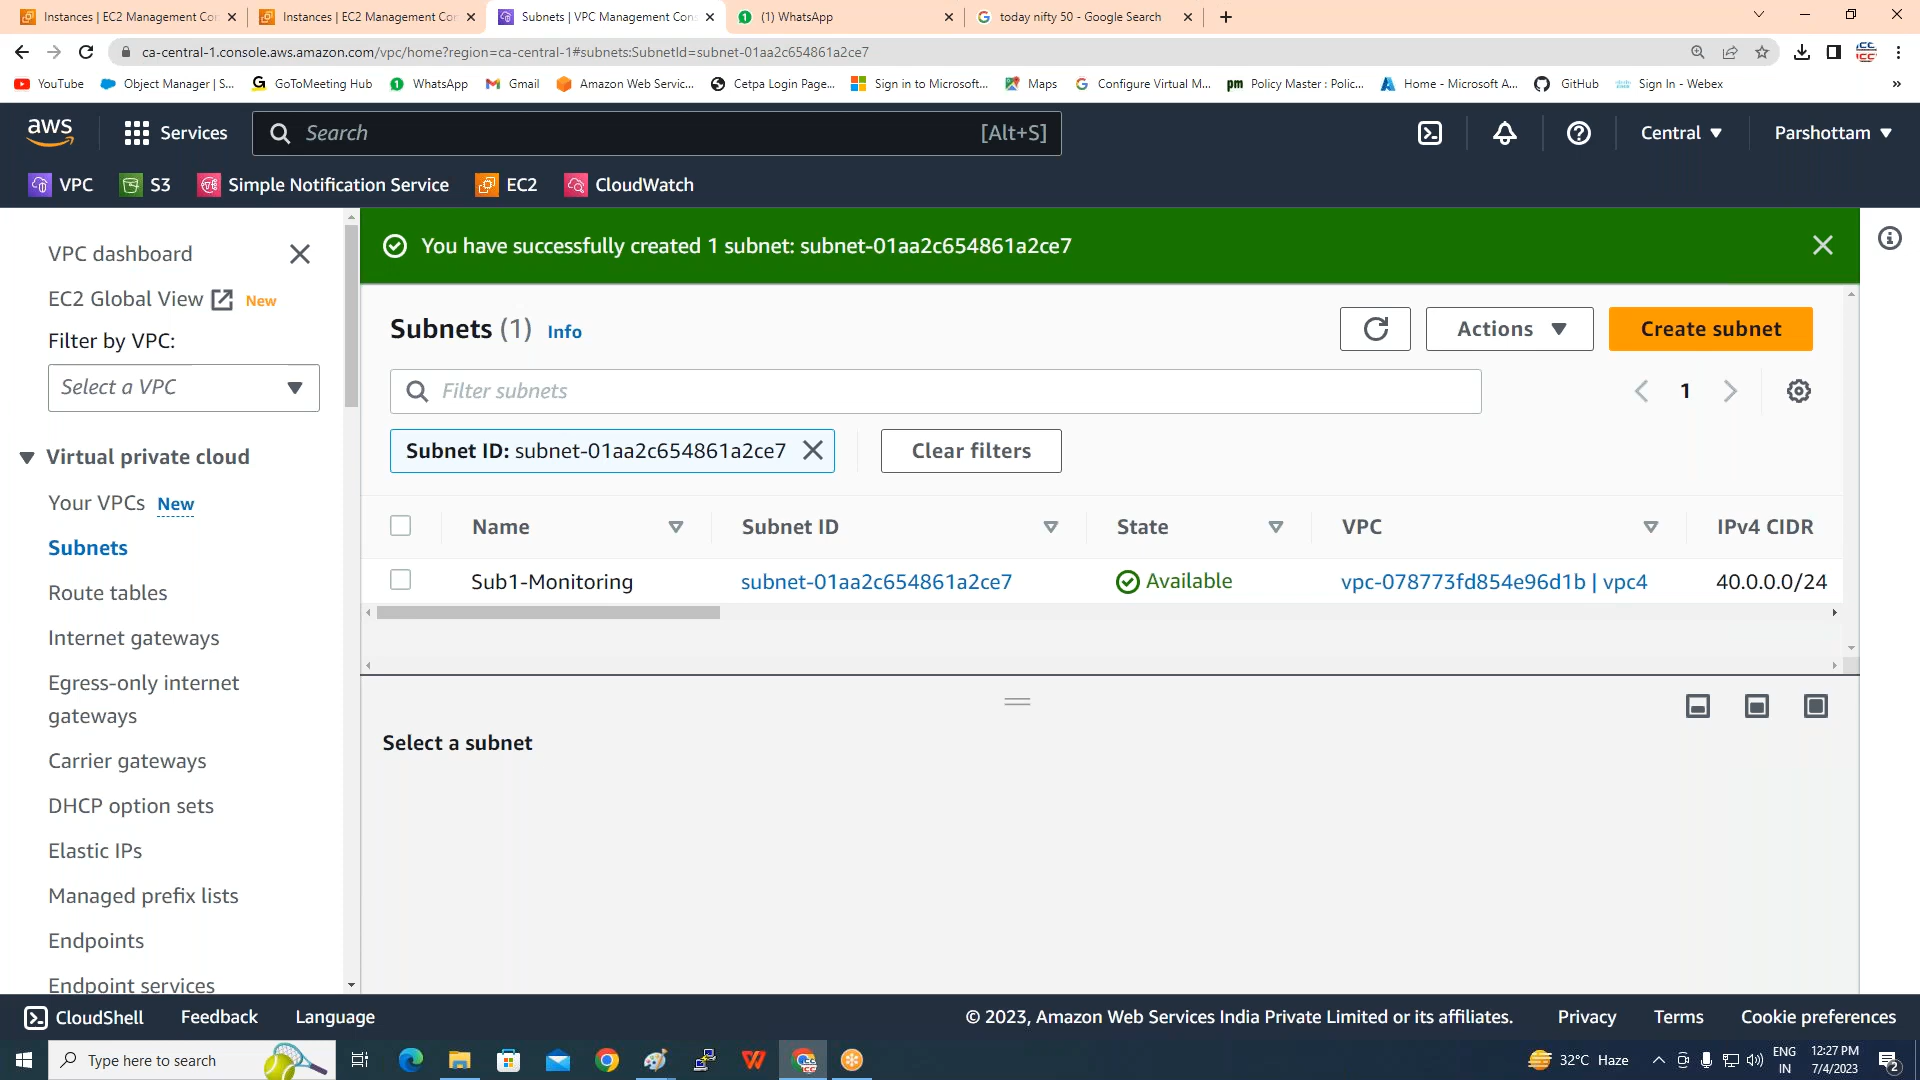 Instances | EC2 Management Con
Instances | EC2 Management Con
Subnets | VPC Management Cons
(1) WhatsApp
today nifty 50 - Google Search
ca-central-1.console.aws.amazon.com/vpc/home?region=ca-central-1#subnets:SubnetId=subnet-01aa2c654861a2ce7
YouTube
Object Manager | S...
GoToMeeting Hub
WhatsApp
Gmail
Amazon Web Servic...
Cetpa Login Page...
Sign in to Microsoft...
Maps
Configure Virtual M...
pm Policy Master : Polic...
Home - Microsoft A...
GitHub
Sign In - Webex
»
aws
Services
Search
[Alt+S]
Central
Parshottam
VPC
S3
Simple Notification Service
EC2
CloudWatch
VPC dashboard
EC2 Global View New
Filter by VPC:
Select a VPC
Virtual private cloud
Your VPCs New
Subnets
Route tables
Internet gateways
Egress-only internet
gateways
Carrier gateways
DHCP option sets
Elastic IPs
Managed prefix lists
Endpoints
Endpoint services
You have successfully created 1 subnet: subnet-01aa2c654861a2ce7
Subnets (1) Info
Actions
Create subnet
Filter subnets
1
Subnet ID: subnet-01aa2c654861a2ce7
Clear filters
Name
Subnet ID
State
VPC
IPv4 CIDR
Sub1-Monitoring
subnet-01aa2c654861a2ce7
Available
vpc-078773fd854e96d1b | vpc4
40.0.0.0/24
Select a subnet
CloudShell
Feedback
Language
© 2023, Amazon Web Services India Private Limited or its affiliates.
Privacy
Terms
Cookie preferences
Type here to search
32°C Haze
ENG
IN
12:27 PM
7/4/2023
2